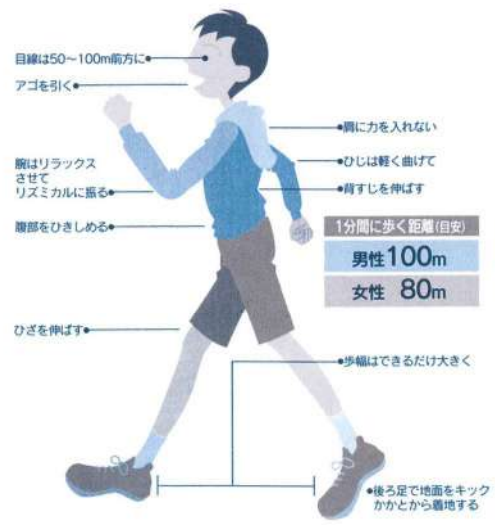 目線は50～100m前方に
アゴを引く
肩に力を入れない
ひじは軽く曲げて
背すじを伸ばす
腕はリラックス
させて
リズミカルに振る
腹部をひきしめる
1分間に歩く距離(目安)
男性100m
女性 80m
ひざを伸ばす
歩幅はできるだけ大きく
後ろ足で地面をキック
かかとから着地する